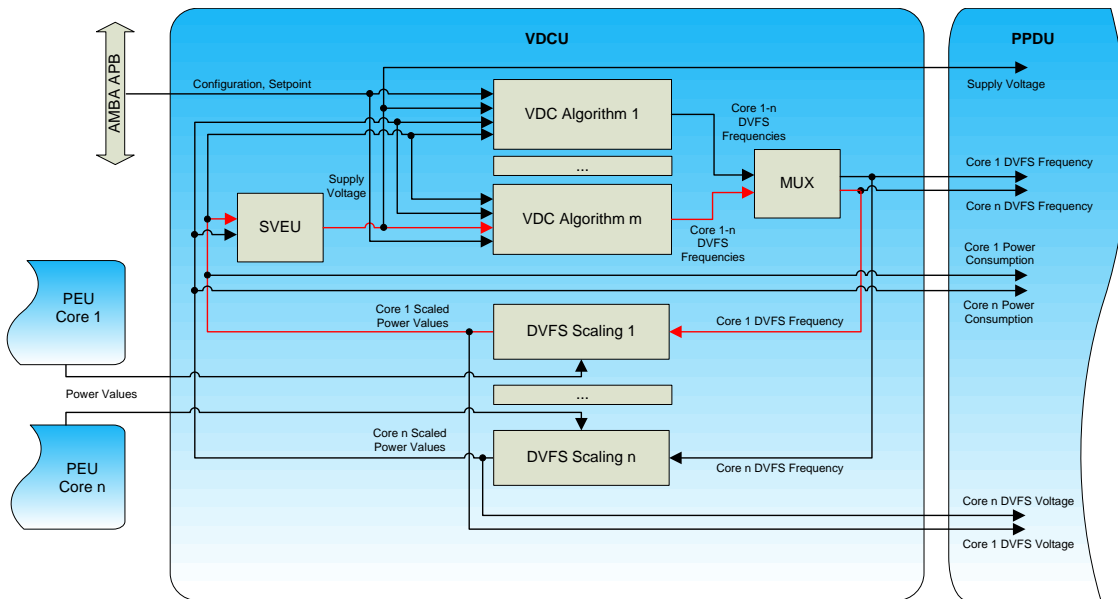 VDCU
PPDU
AMBA APB
Configuration, Setpoint
Supply Voltage
VDC Algorithm 1
Core 1-n
DVFS
Frequencies
...
MUX
Core 1 DVFS Frequency
Core n DVFS Frequency
Supply
Voltage
SVEU
VDC Algorithm m
Core 1-n
DVFS
Frequencies
Core 1 Power
Consumption
Core n Power
Consumption
PEU
Core 1
Core 1 Scaled
Power Values
DVFS Scaling 1
Core 1 DVFS Frequency
Power Values
...
PEU
Core n
Core n Scaled
Power Values
DVFS Scaling n
Core n DVFS Frequency
Core n DVFS Voltage
Core 1 DVFS Voltage